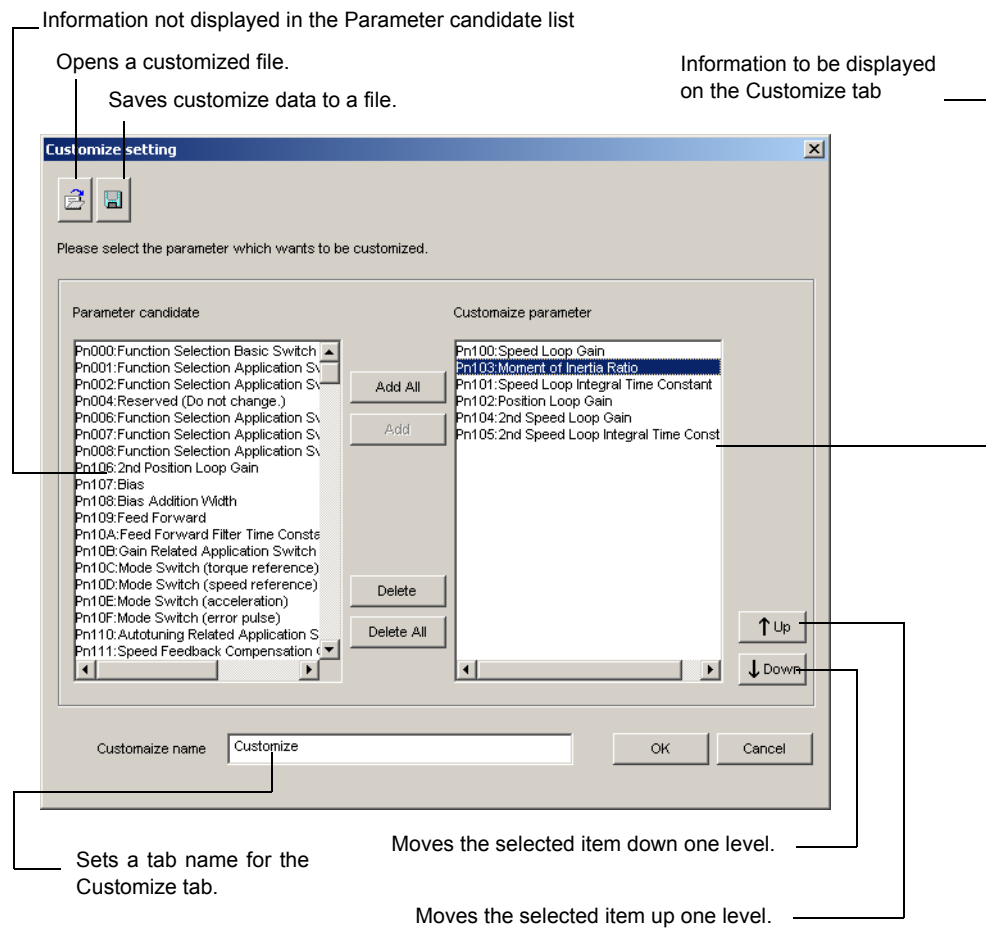 Information not displayed in the Parameter candidate list
Opens a customized file.
Saves customize data to a file.
Information to be displayed
on the Customize tab
Customize setting
Please select the parameter which wants to be customized.
Parameter candidate
Customaize parameter
Pn000:Function Selection Basic Switch
Pn001:Function Selection Application Sw
Pn002:Function Selection Application Sw
Pn004:Reserved (Do not change.)
Pn006:Function Selection Application Sw
Pn007:Function Selection Application Sw
Pn008:Function Selection Application Sw
Pn106:2nd Position Loop Gain
Pn107:Bias
Pn108:Bias Addition Width
Pn109:Feed Forward
Pn10A:Feed Forward Filter Time Consta
Pn10B:Gain Related Application Switch
Pn10C:Mode Switch (torque reference)
Pn10D:Mode Switch (speed reference)
Pn10E:Mode Switch (acceleration)
Pn10F:Mode Switch (error pulse)
Pn110:Autotuning Related Application S
Pn111:Speed Feedback Compensation
Add All
Add
Delete
Delete All
Pn100:Speed Loop Gain
Pn103:Moment of Inertia Ratio
Pn101:Speed Loop Integral Time Constant
Pn102:Position Loop Gain
Pn104:2nd Speed Loop Gain
Pn105:2nd Speed Loop Integral Time Const
Up
Down
Customaize name
Customize
OK
Cancel
Sets a tab name for the
Customize tab.
Moves the selected item down one level.
Moves the selected item up one level.